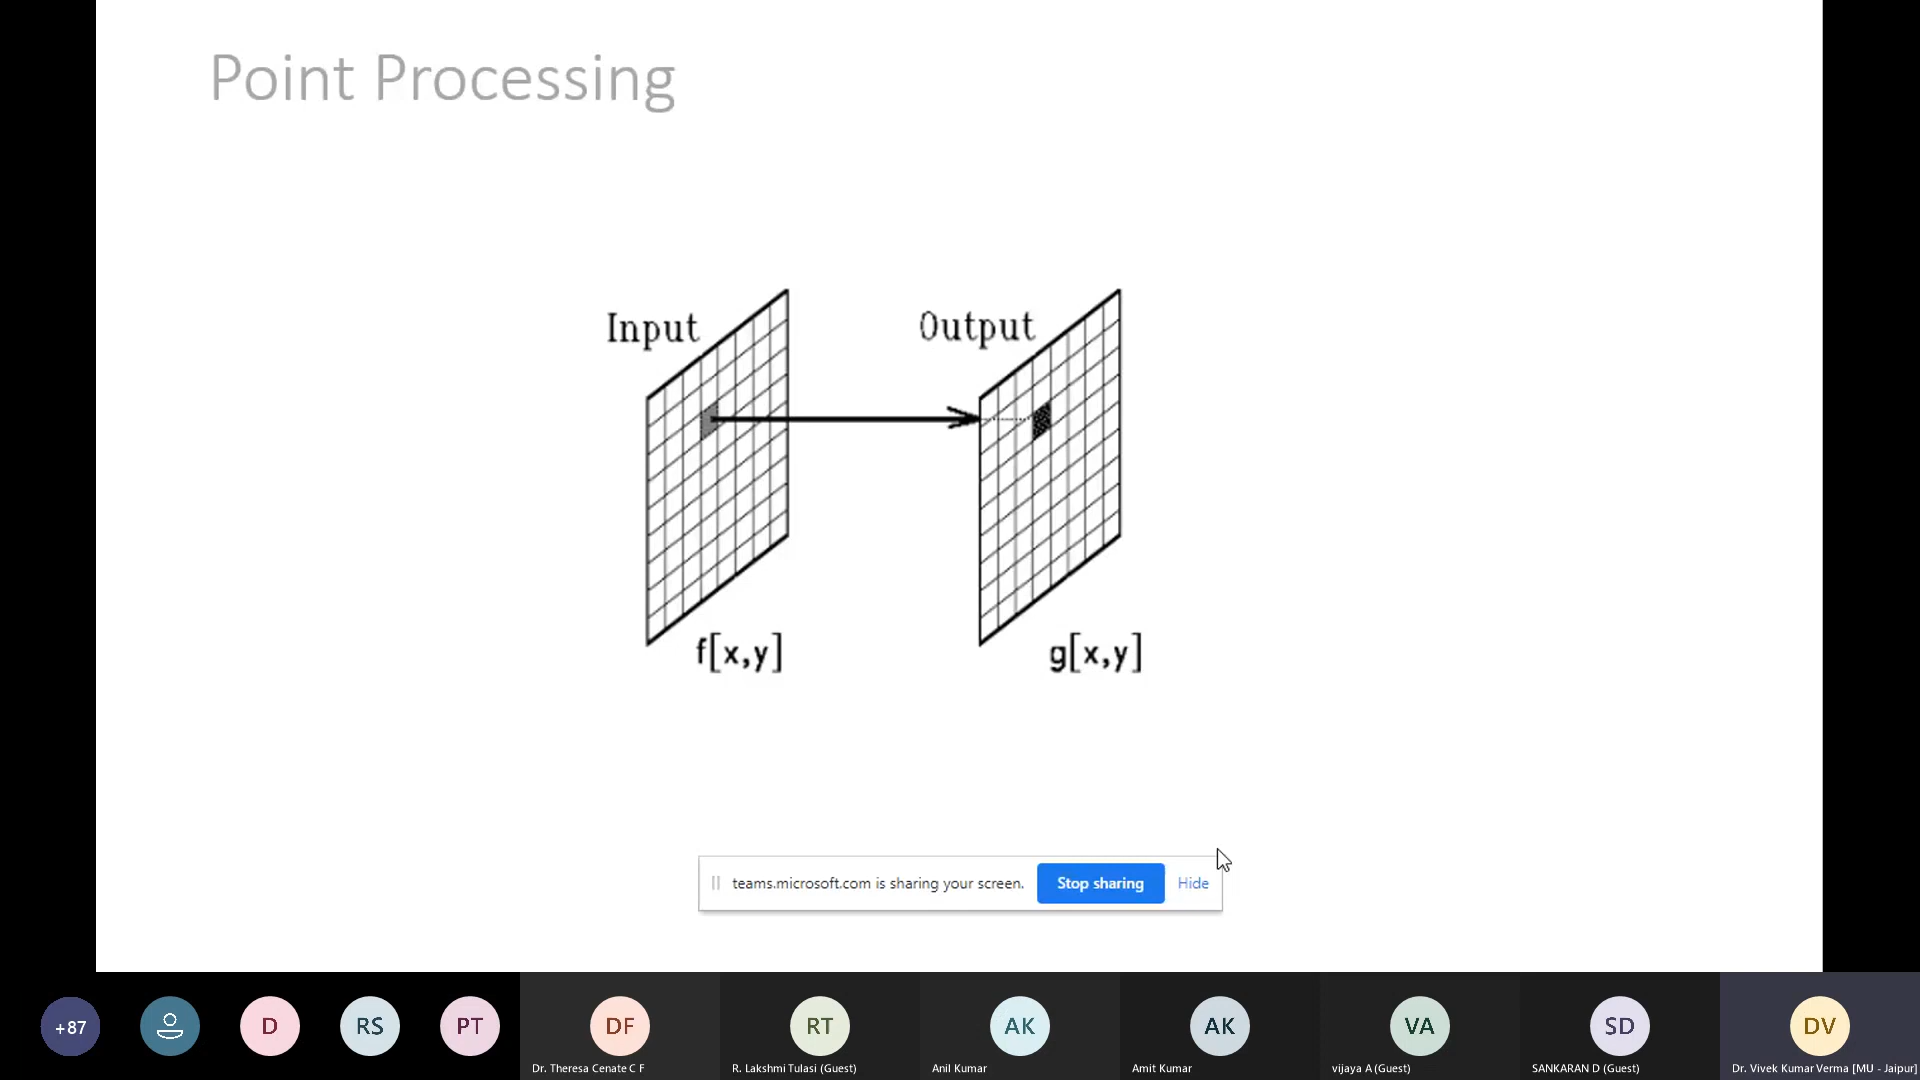 Point Processing
Input
Output
f[x,y]
g[x,y]
teams.microsoft.com is sharing your screen.
Stop sharing
Hide
+87
D
RS
PT
DF
RT
AK
AK
VA
SD
DV
Dr. Theresa Cenate C F
R. Lakshmi Tulasi (Guest)
Anil Kumar
Amit Kumar
vijaya A (Guest)
SANKARAN D (Guest)
Dr. Vivek Kumar Verma [MU - Jaipur]